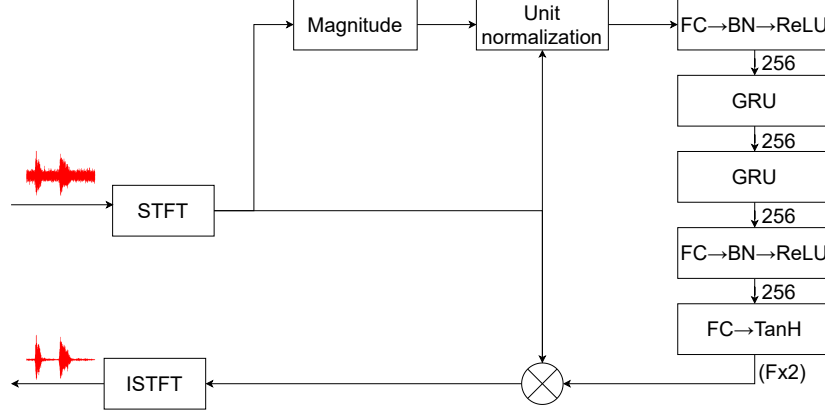 Magnitude
Unit
normalization
FC→BN→ReLU
256
GRU
256
GRU
256
STFT
FC→BN→ReLU
256
FC→TanH
(Fx2)
ISTFT